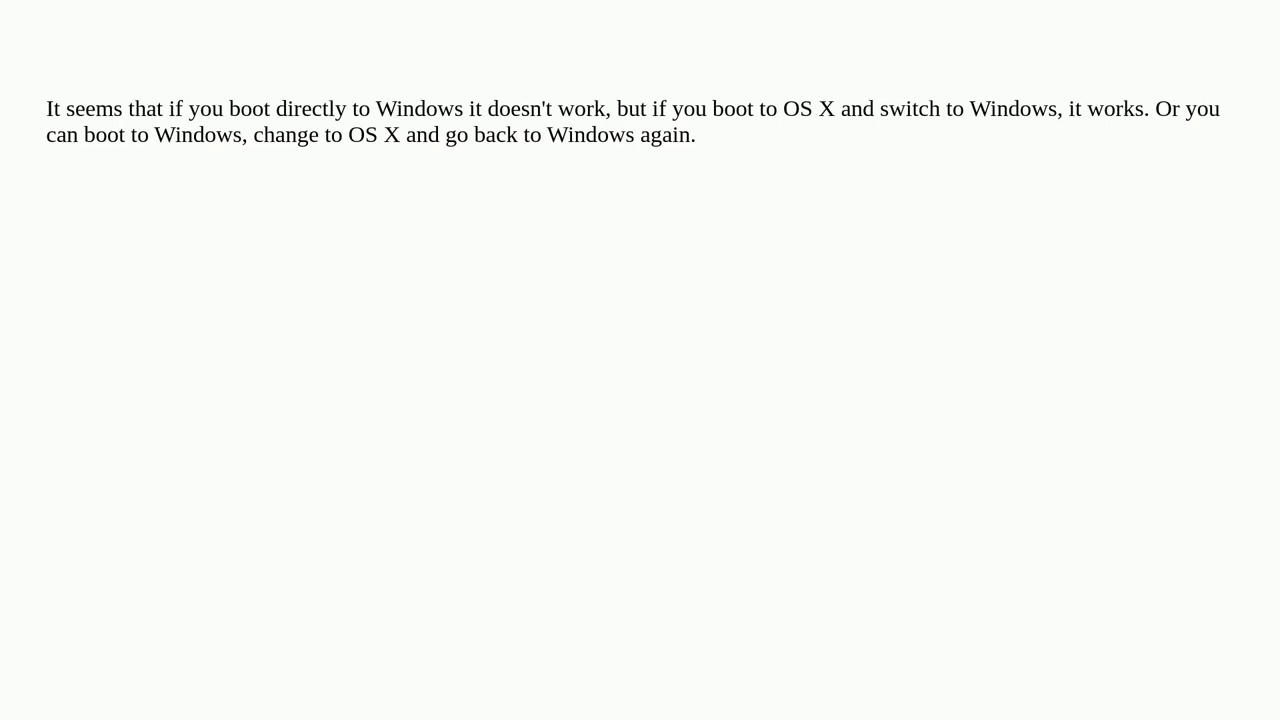 It seems that if you boot directly to Windows it doesn't work, but if you boot to OS X and switch to Windows, it works. Or you
can boot to Windows, change to OS X and go back to Windows again.